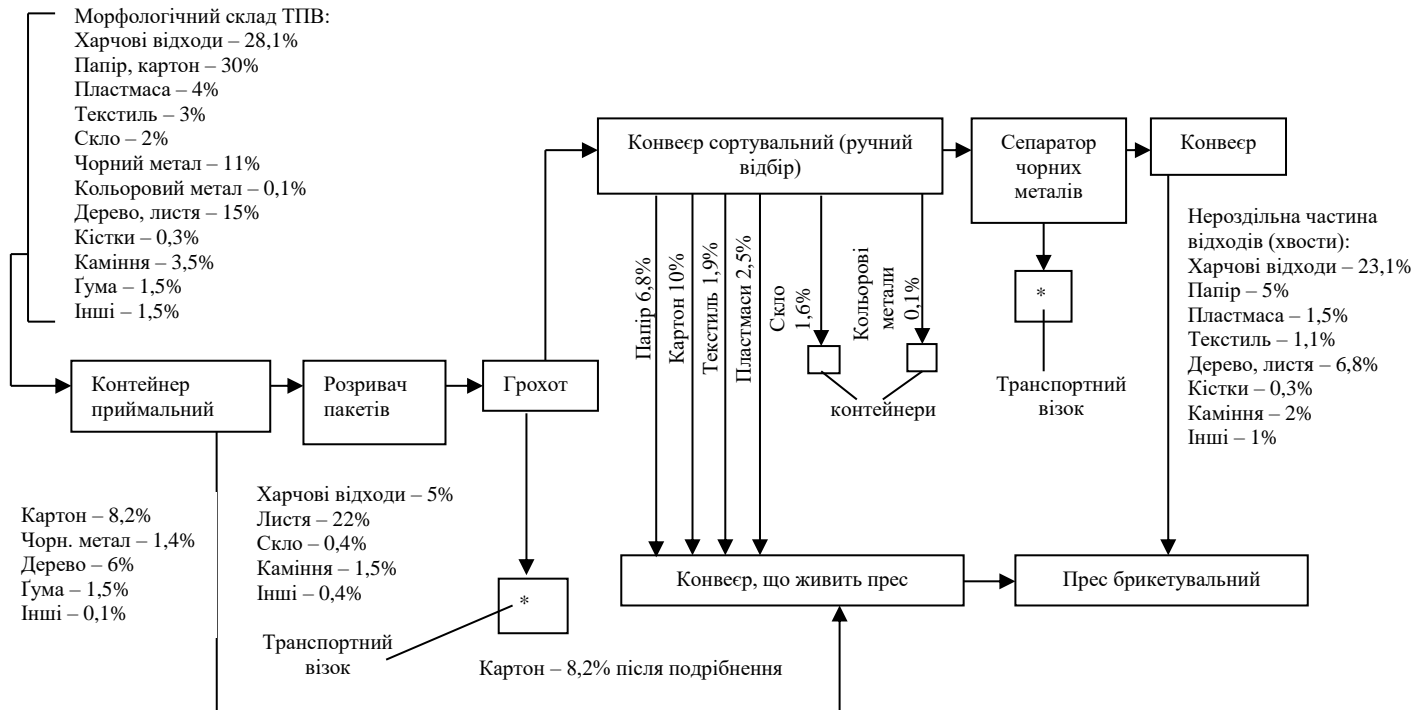 Морфологічний склад ТПВ:
Харчові відходи – 28,1%
Папір, картон – 30%
Пластмаса – 4%
Текстиль – 3%
Скло – 2%
Чорний метал – 11%
Кольоровий метал – 0,1%
Дерево, листя – 15%
Кістки – 0,3%
Каміння – 3,5%
Ґума – 1,5%
Інші – 1,5%
Контейнер
приймальний
Розривач
пакетів
Грохот
Конвеєр сортувальний (ручний
відбір)
Сепаратор
чорних
металів
Конвеєр
Папір 6,8%
Картон 10%
Текстиль 1,9%
Пластмаси 2,5%
Скло
1,6%
Кольорові
метали
0,1%
контейнери
*
Транспортний
візок
Нероздільна частина
відходів (хвости):
Харчові відходи – 23,1%
Папір – 5%
Пластмаса – 1,5%
Текстиль – 1,1%
Дерево, листя – 6,8%
Кістки – 0,3%
Каміння – 2%
Інші – 1%
Картон – 8,2%
Чорн. метал – 1,4%
Дерево – 6%
Ґума – 1,5%
Інші – 0,1%
Харчові відходи – 5%
Листя – 22%
Скло – 0,4%
Каміння – 1,5%
Інші – 0,4%
*
Транспортний
візок
Конвеєр, що живить прес
Прес брикетувальний
Картон – 8,2% після подрібнення